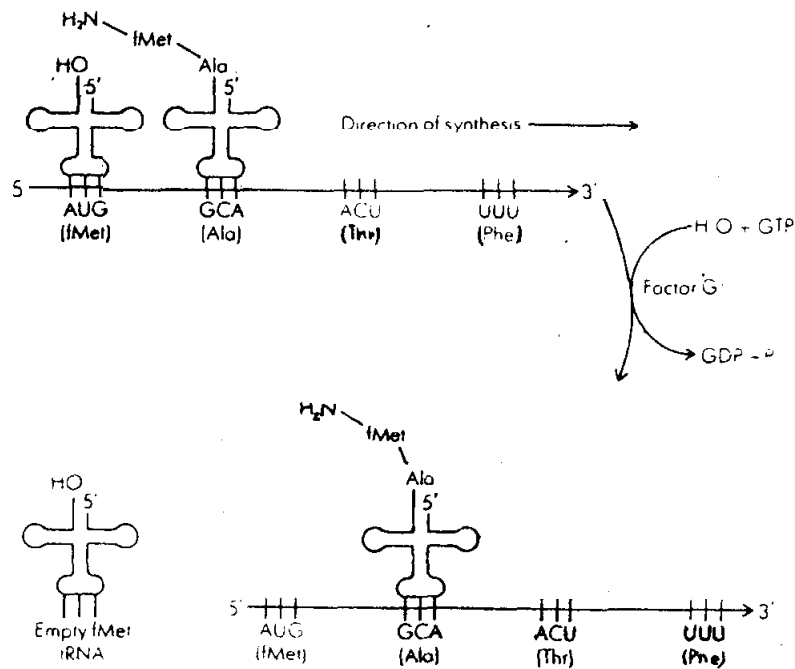 H₂N
fMet
HO
Ala
5'
5'
Direction of synthesis
5
3'
AUG
GCA
ACU
UUU
(fMet)
(Ala)
(Thr)
(Phe)
H O + GTP
Factor 'G'
GDP + P
H₂N
fMet
HO
Ala
5'
5'
5'
3'
Empty fMet
tRNA
AUG
GCA
ACU
UUU
(fMet)
(Ala)
(Thr)
(Phe)